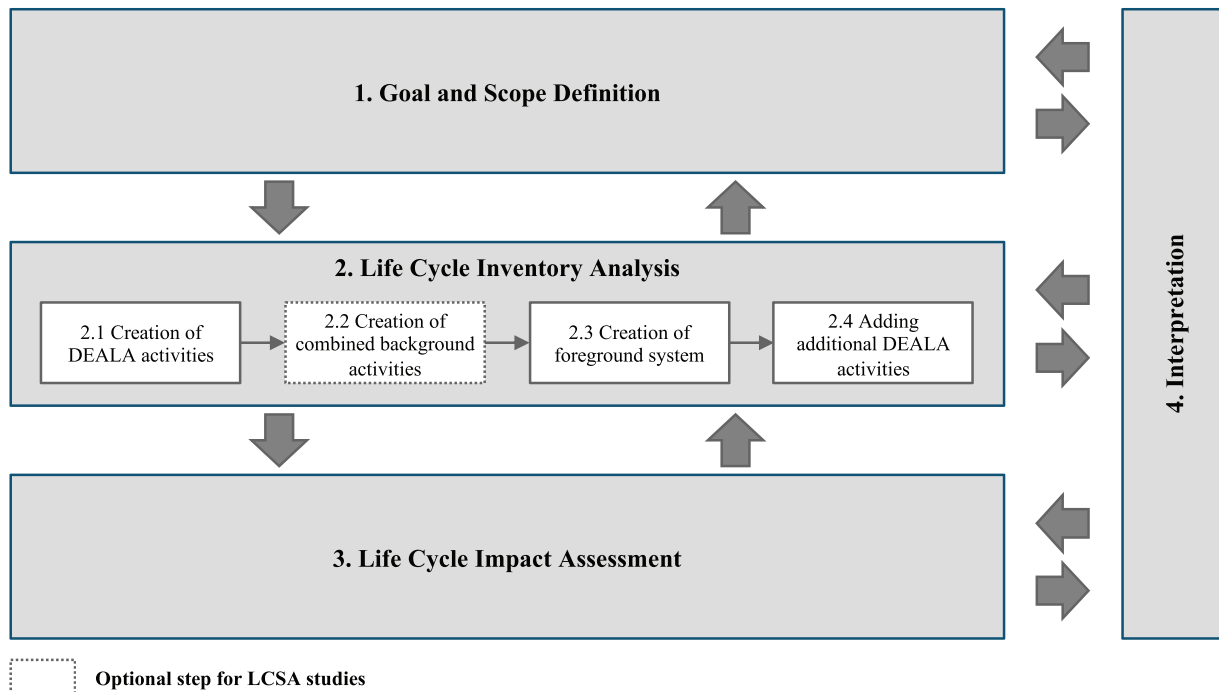 1. Goal and Scope Definition
2. Life Cycle Inventory Analysis
2.1 Creation of
DEALA activities
2.2 Creation of
combined background
activities
2.3 Creation of
foreground system
2.4 Adding
additional DEALA
activities
3. Life Cycle Impact Assessment
4. Interpretation
Optional step for LCSA studies